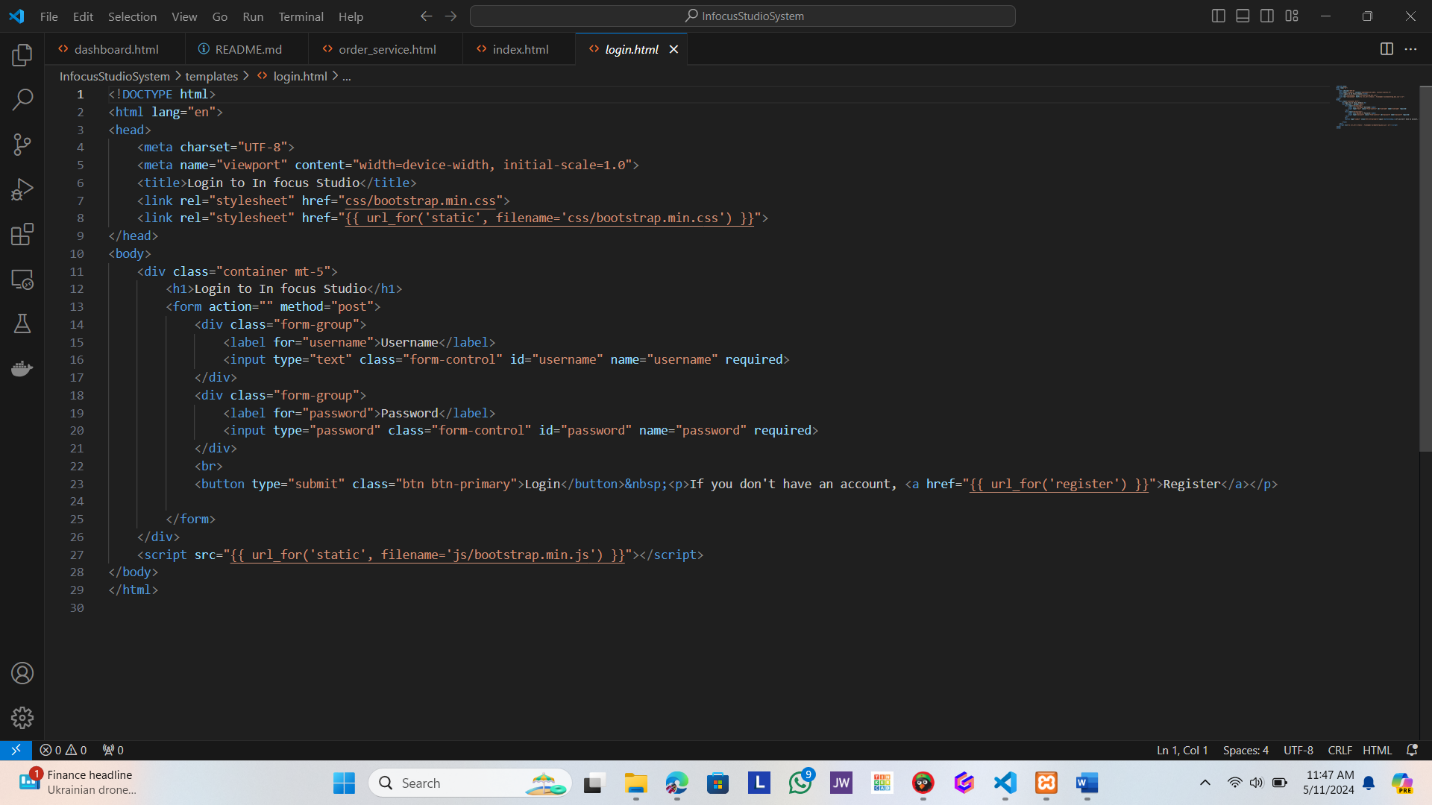 File Edit Selection View Go Run Terminal Help
InfocusStudioSystem
dashboard.html README.md order_service.html index.html login.html
InfocusStudioSystem > templates > login.html > ...
1 <!DOCTYPE html>
2 <html lang="en">
3 <head>
4 <meta charset="UTF-8">
5 <meta name="viewport" content="width=device-width, initial-scale=1.0">
6 <title>Login to In focus Studio</title>
7 <link rel="stylesheet" href="css/bootstrap.min.css">
8 <link rel="stylesheet" href="{{ url_for('static', filename='css/bootstrap.min.css') }}">
9 </head>
10 <body>
11 <div class="container mt-5">
12 <h1>Login to In focus Studio</h1>
13 <form action="" method="post">
14 <div class="form-group">
15 <label for="username">Username</label>
16 <input type="text" class="form-control" id="username" name="username" required>
17 </div>
18 <div class="form-group">
19 <label for="password">Password</label>
20 <input type="password" class="form-control" id="password" name="password" required>
21 </div>
22 <br>
23 <button type="submit" class="btn btn-primary">Login</button>&nbsp;<p>If you don't have an account, <a href="{{ url_for('register') }}">Register</a></p>
24
25 </form>
26 </div>
27 <script src="{{ url_for('static', filename='js/bootstrap.min.js') }}"></script>
28 </body>
29 </html>
30
0 0 0
Ln 1, Col 1 Spaces: 4 UTF-8 CRLF HTML
1
Finance headline
Ukrainian drone...
Search
L
9
JW
PRE
11:47 AM
5/11/2024